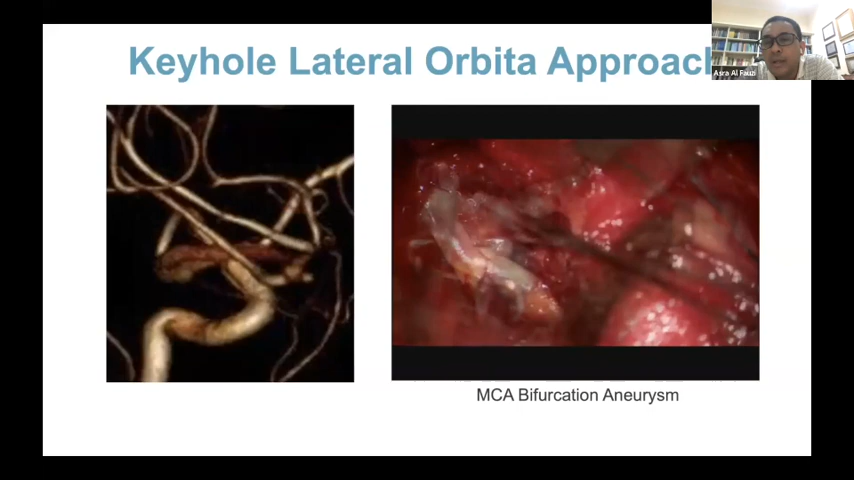 Keyhole Lateral Orbita Approach
Asra Al Fauzi
MCA Bifurcation Aneurysm